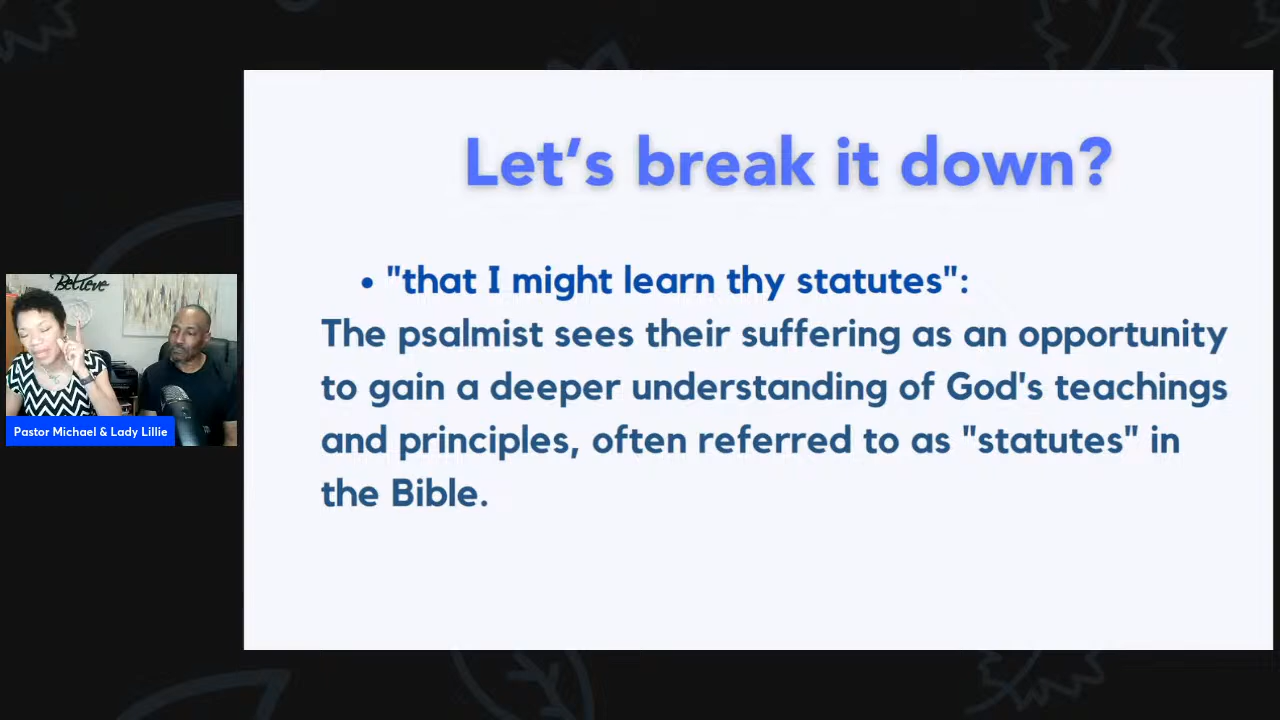 Let's break it down?
• "that I might learn thy statutes":
The psalmist sees their suffering as an opportunity
to gain a deeper understanding of God's teachings
and principles, often referred to as "statutes" in
the Bible.
Believe
Pastor Michael & Lady Lillie